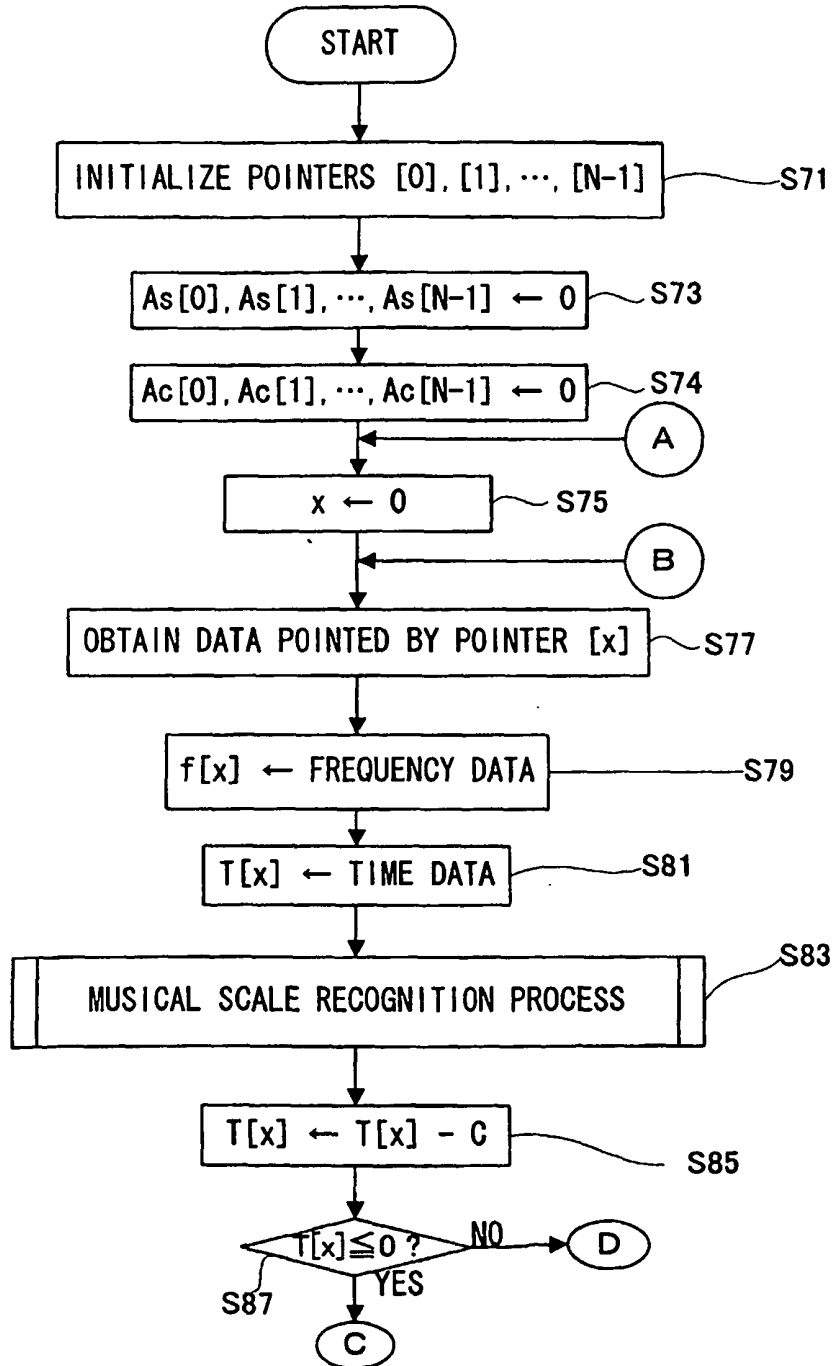 START
INITIALIZE POINTERS [0], [1], ···, [N-1]
S71
As[0], As[1], ···, As[N-1] ← 0
S73
Ac[0], Ac[1], ···, Ac[N-1] ← 0
S74
A
x ← 0
S75
B
OBTAIN DATA POINTED BY POINTER [x]
S77
f[x] ← FREQUENCY DATA
S79
T[x] ← TIME DATA
S81
MUSICAL SCALE RECOGNITION PROCESS
S83
T[x] ← T[x] - C
S85
T[x]≦0 ?
NO
D
S87
YES
C